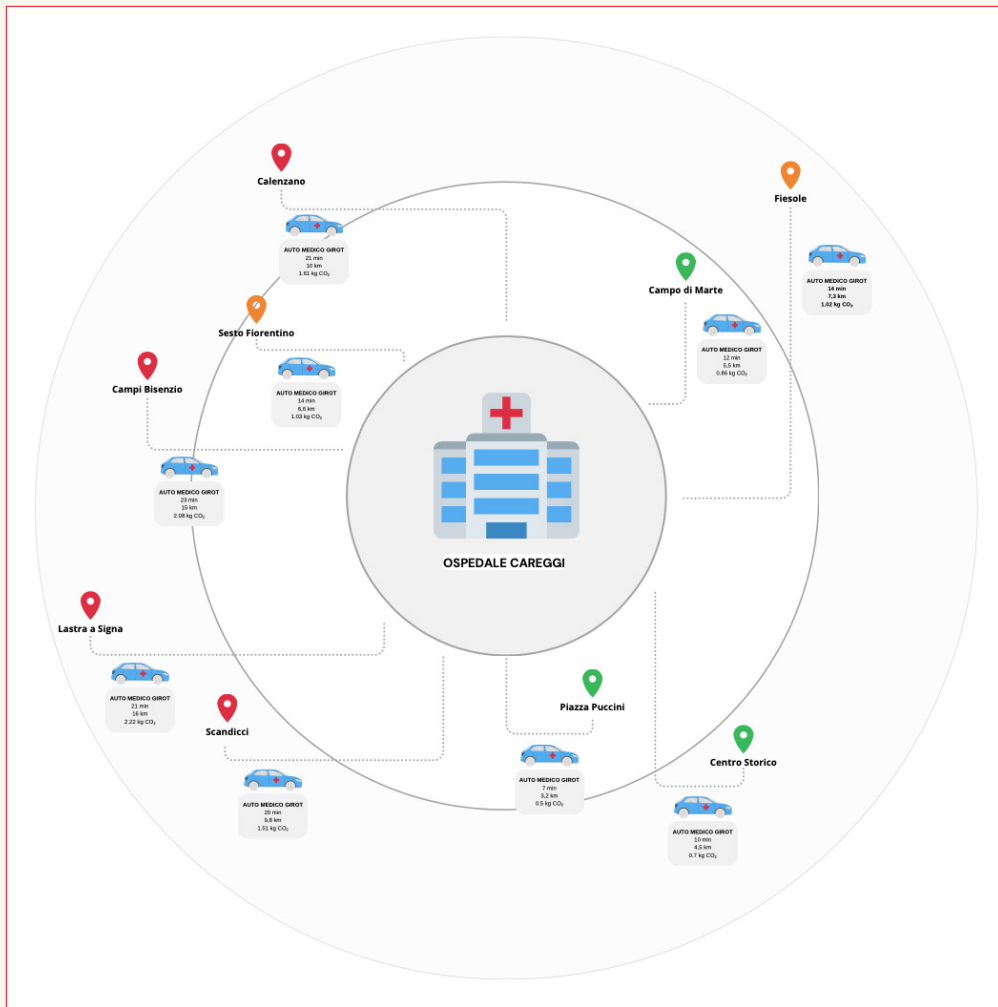 Calenzano
AUTO MEDICO GIROT
21 min
10 km
1.61 kg CO₂
Fiesole
AUTO MEDICO GIROT
14 min
7,3 km
1.02 kg CO₂
Campo di Marte
AUTO MEDICO GIROT
12 min
5,5 km
0.86 kg CO₂
Sesto Fiorentino
AUTO MEDICO GIROT
14 min
6,6 km
1.03 kg CO₂
Campi Bisenzio
AUTO MEDICO GIROT
23 min
15 km
2.08 kg CO₂
OSPEDALE CAREGGI
Lastra a Signa
AUTO MEDICO GIROT
21 min
16 km
2.22 kg CO₂
Scandicci
AUTO MEDICO GIROT
20 min
9,8 km
1.51 kg CO₂
Piazza Puccini
AUTO MEDICO GIROT
7 min
3,2 km
0.5 kg CO₂
Centro Storico
AUTO MEDICO GIROT
10 min
4,5 km
0.7 kg CO₂